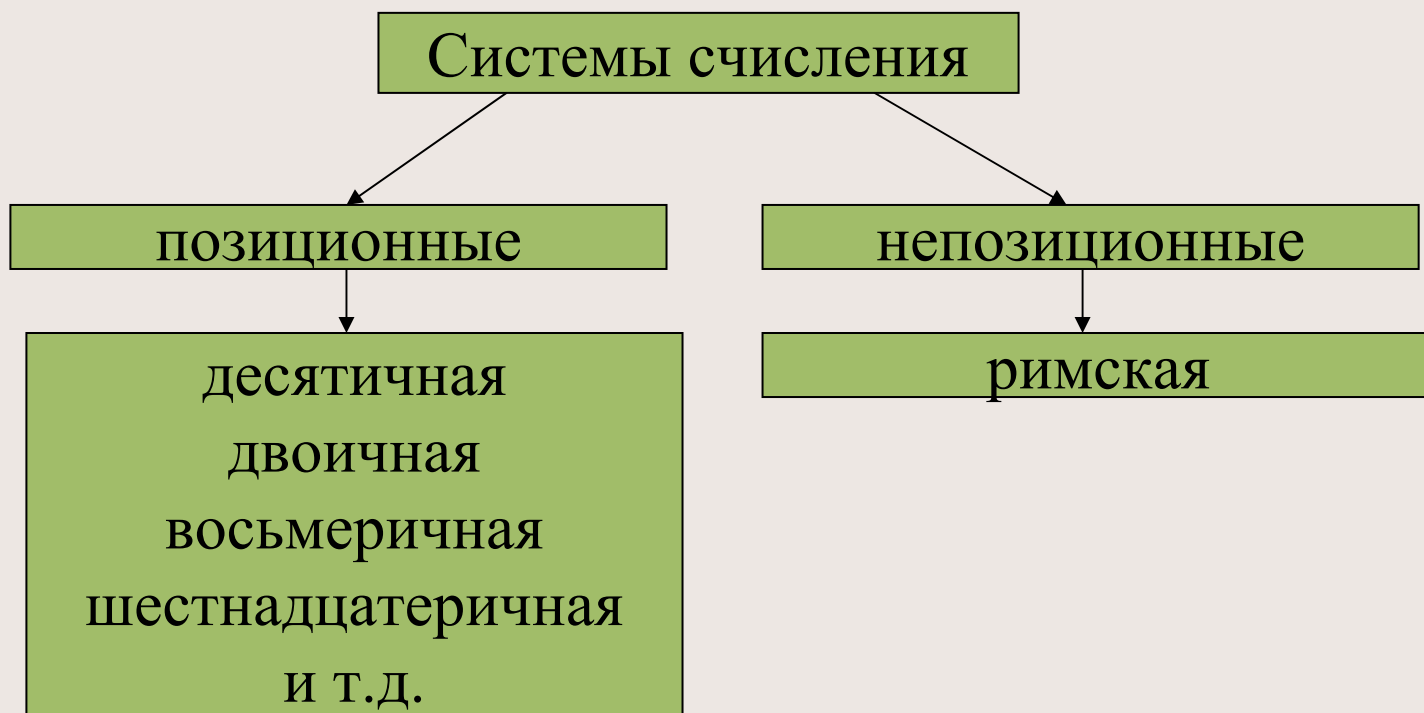 Системы счисления
позиционные
непозиционные
десятичная
двоичная
восьмеричная
шестнадцатеричная
и т.д.
римская